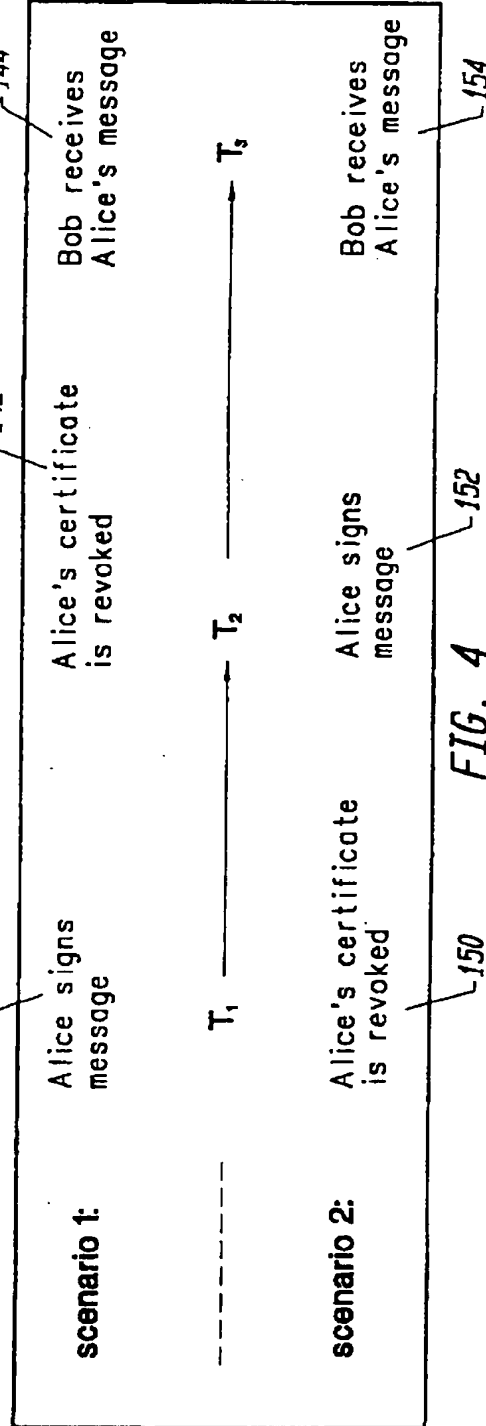 144
scenario 1:
Alice signs
message
Alice's certificate
is revoked
Bob receives
Alice's message
T₁
T₂
T₃
scenario 2:
Alice's certificate
is revoked
Alice signs
message
Bob receives
Alice's message
150
152
154
FIG. 4